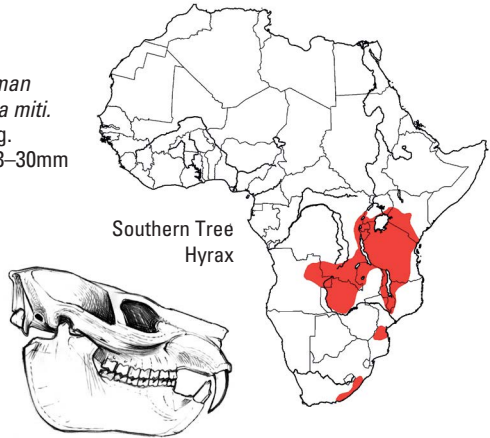 man
a miti.
g.
3–30mm
Southern Tree
Hyrax